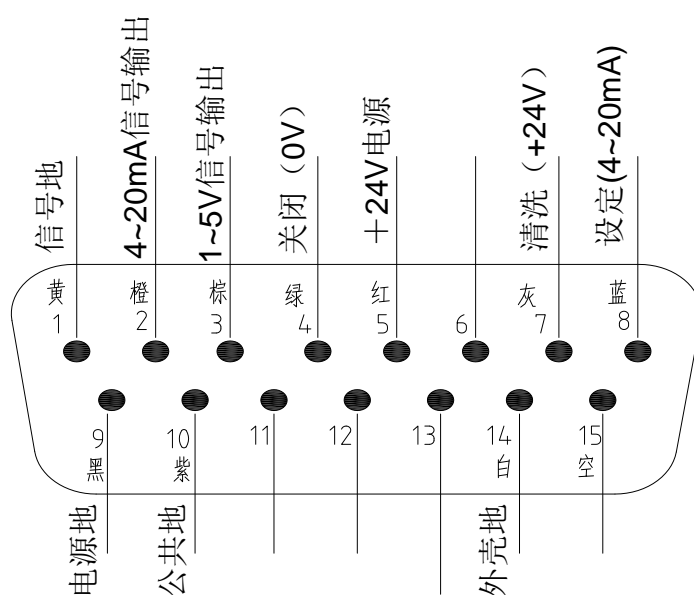 信号地
4~20mA信号输出
1~5V信号输出
关闭（0V）
＋24V电源
清洗（+24V）
设定(4~20mA)
黄 橙 棕 绿 红 灰 蓝
1 2 3 4 5 6 7 8
9 10 11 12 13 14 15
黑 紫 白 空
电源地
公共地
外壳地